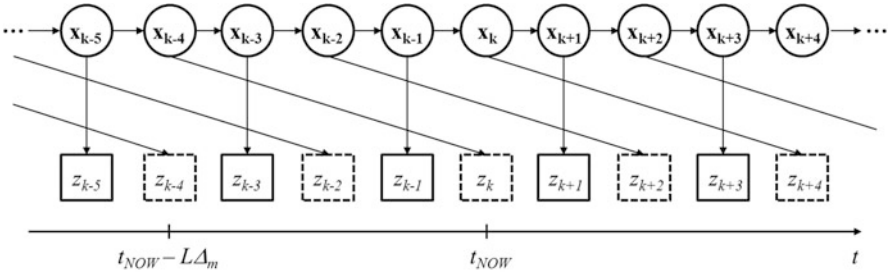 ... x_{k-5} x_{k-4} x_{k-3} x_{k-2} x_{k-1} x_k x_{k+1} x_{k+2} x_{k+3} x_{k+4} ...
z_{k-5} z_{k-4} z_{k-3} z_{k-2} z_{k-1} z_k z_{k+1} z_{k+2} z_{k+3} z_{k+4}
t_{NOW} – LΔ_m t_{NOW} t